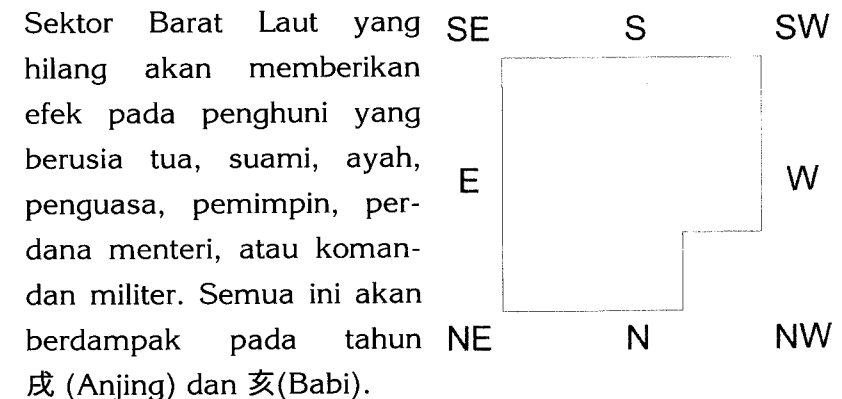 Sektor Barat Laut yang
hilang akan memberikan
efek pada penghuni yang
berusia tua, suami, ayah,
penguasa, pemimpin, per-
dana menteri, atau koman-
dan militer. Semua ini akan
berdampak pada tahun
戌 (Anjing) dan 亥(Babi).
SE S SW
E W
NE N NW